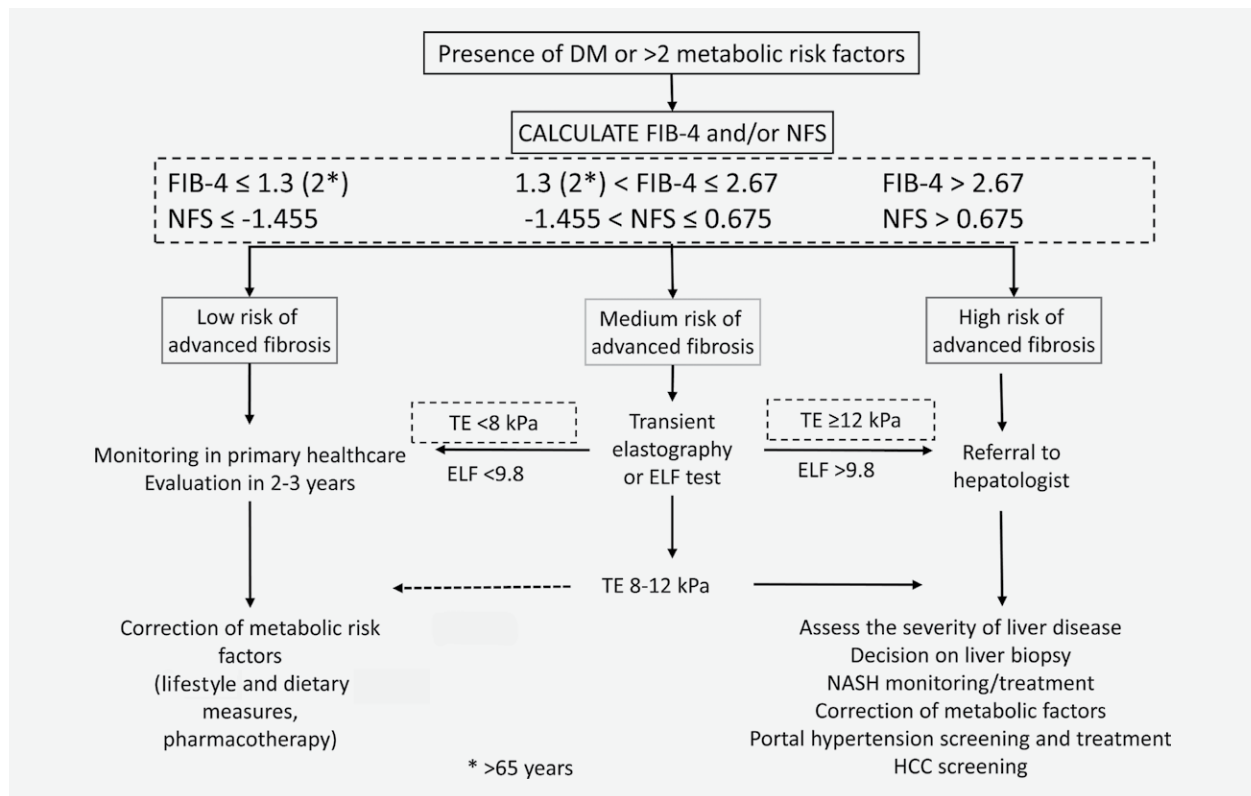 Presence of DM or >2 metabolic risk factors
CALCULATE FIB-4 and/or NFS
FIB-4 ≤ 1.3 (2*)
NFS ≤ -1.455
1.3 (2*) < FIB-4 ≤ 2.67
-1.455 < NFS ≤ 0.675
FIB-4 > 2.67
NFS > 0.675
Low risk of
advanced fibrosis
Medium risk of
advanced fibrosis
High risk of
advanced fibrosis
Monitoring in primary healthcare
Evaluation in 2-3 years
TE <8 kPa
ELF <9.8
Transient
elastography
or ELF test
TE ≥12 kPa
ELF >9.8
Referral to
hepatologist
TE 8-12 kPa
Correction of metabolic risk
factors
(lifestyle and dietary
measures,
pharmacotherapy)
Assess the severity of liver disease
Decision on liver biopsy
NASH monitoring/treatment
Correction of metabolic factors
Portal hypertension screening and treatment
HCC screening
* >65 years